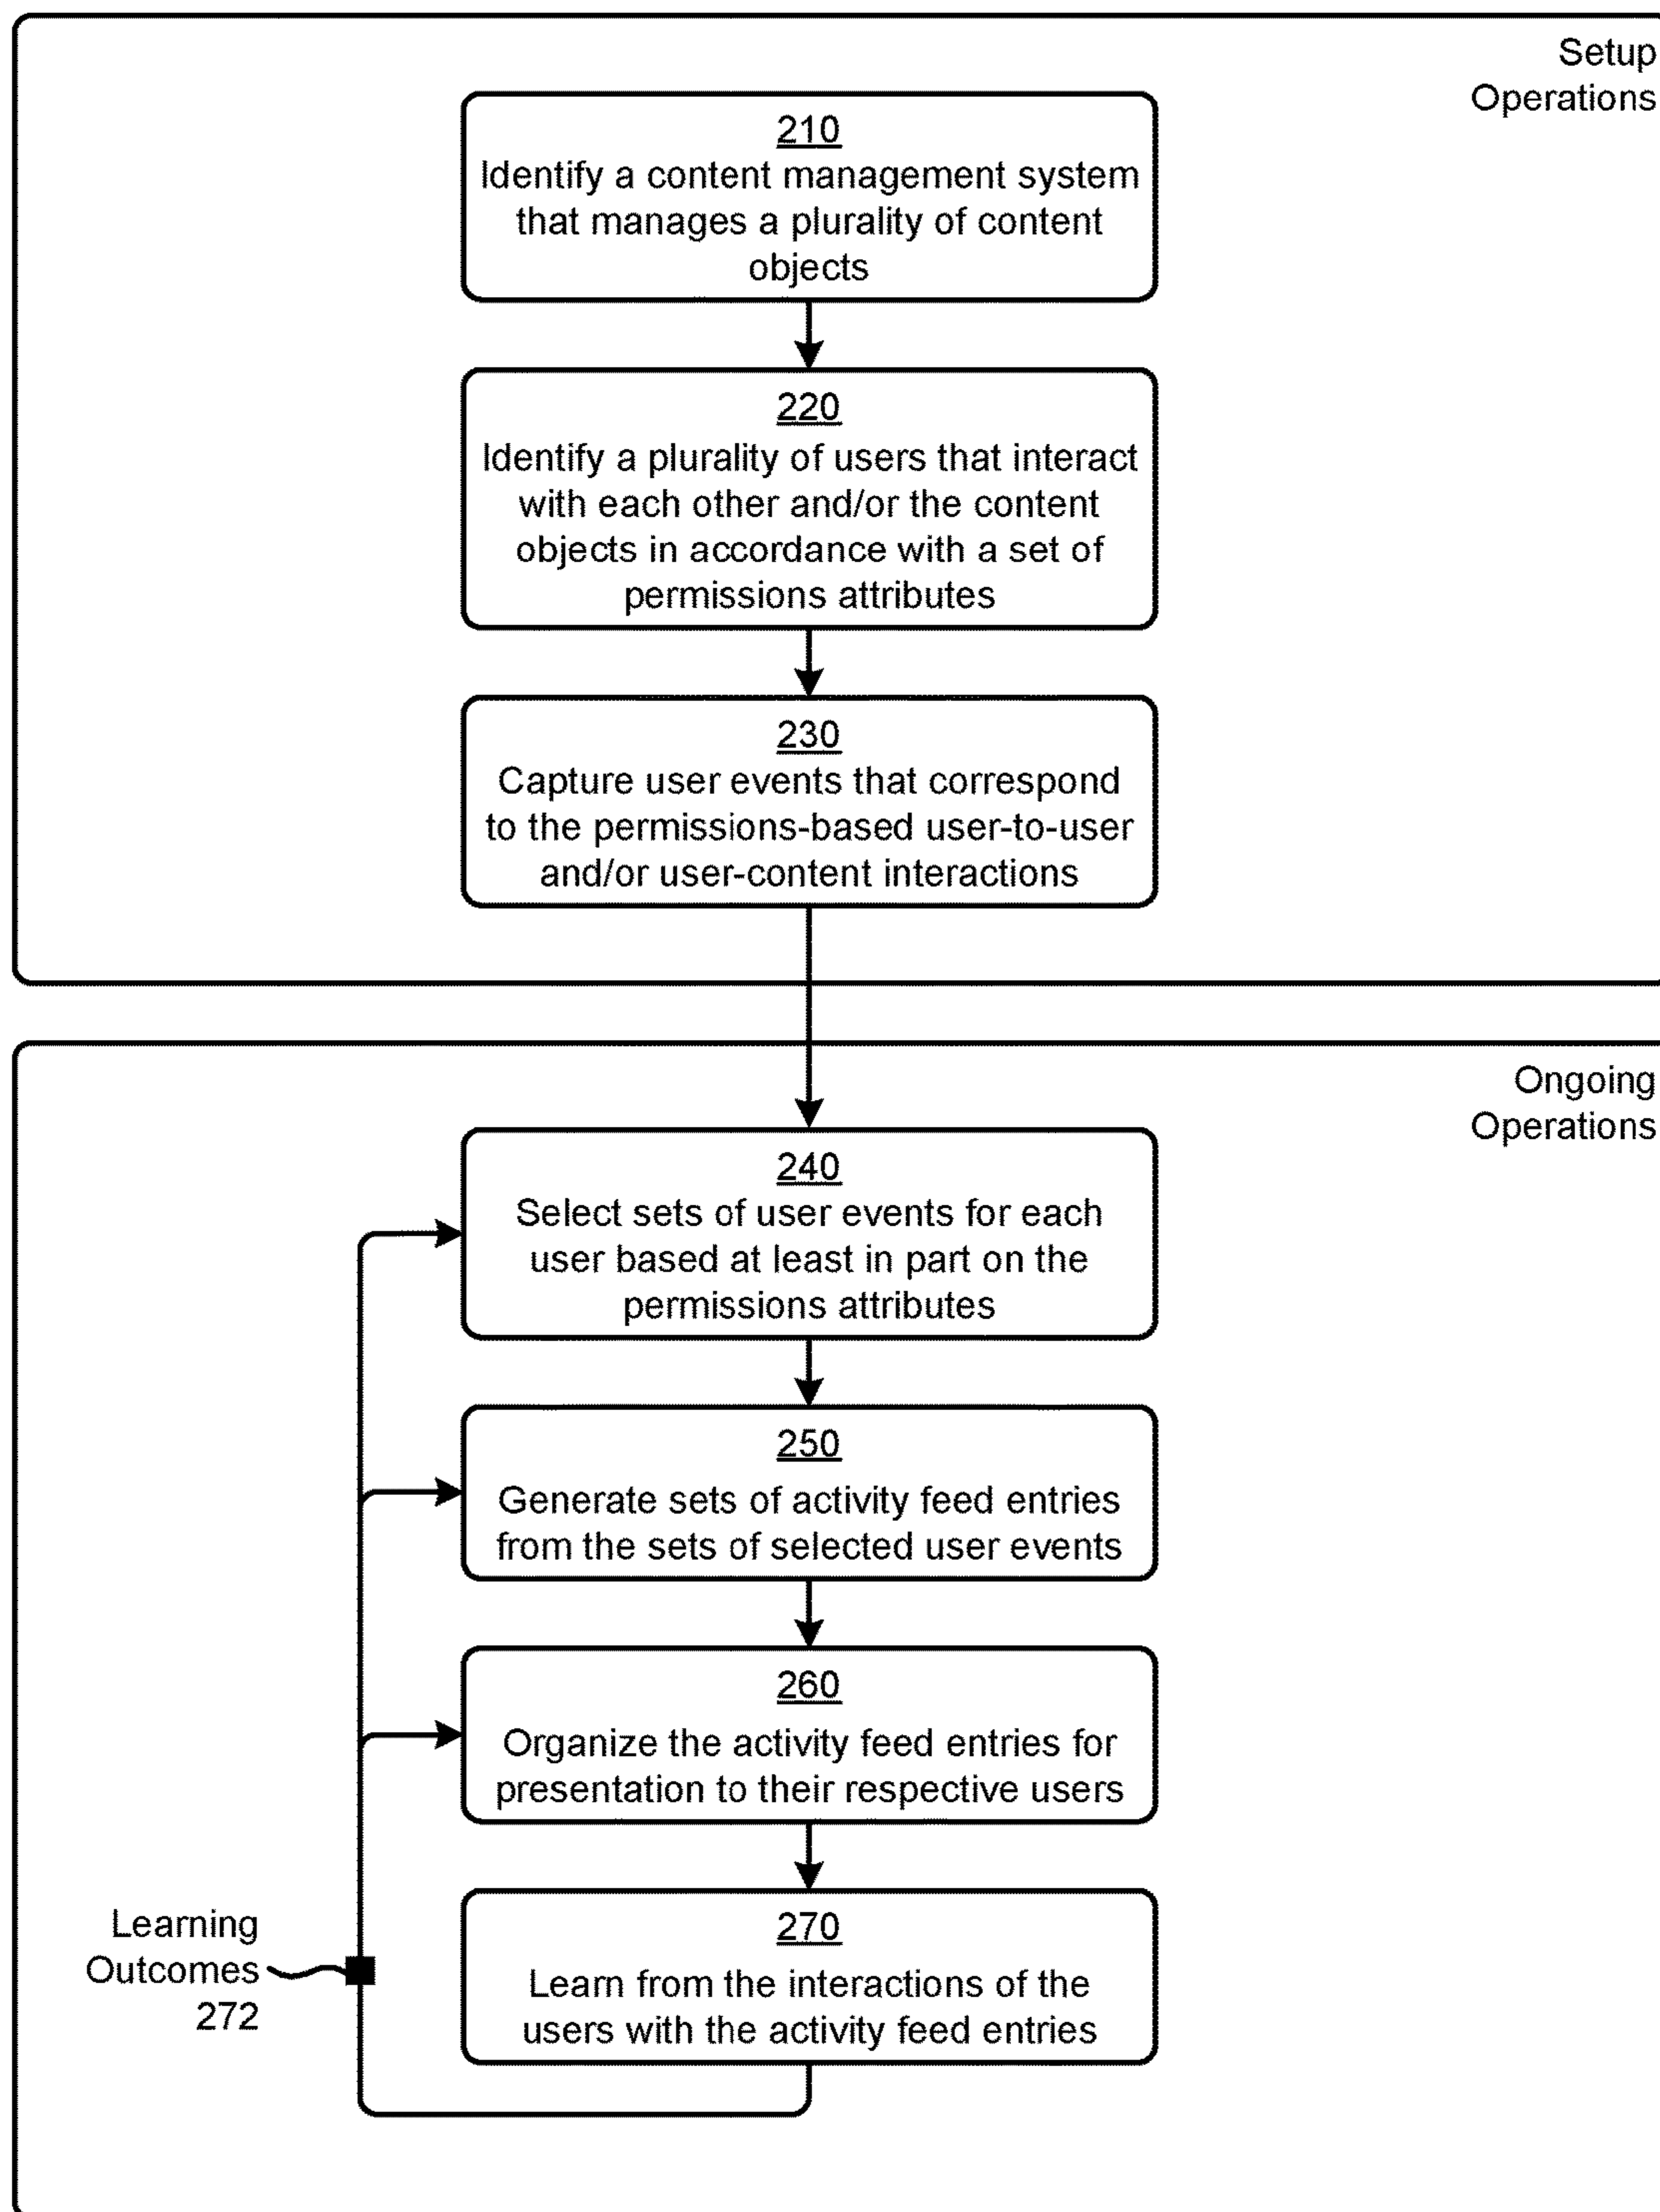 Setup
Operations
210
Identify a content management system
that manages a plurality of content
objects
220
Identify a plurality of users that interact
with each other and/or the content
objects in accordance with a set of
permissions attributes
230
Capture user events that correspond
to the permissions-based user-to-user
and/or user-content interactions
Ongoing
Operations
240
Select sets of user events for each
user based at least in part on the
permissions attributes
250
Generate sets of activity feed entries
from the sets of selected user events
260
Organize the activity feed entries for
presentation to their respective users
270
Learn from the interactions of the
users with the activity feed entries
Learning
Outcomes
272